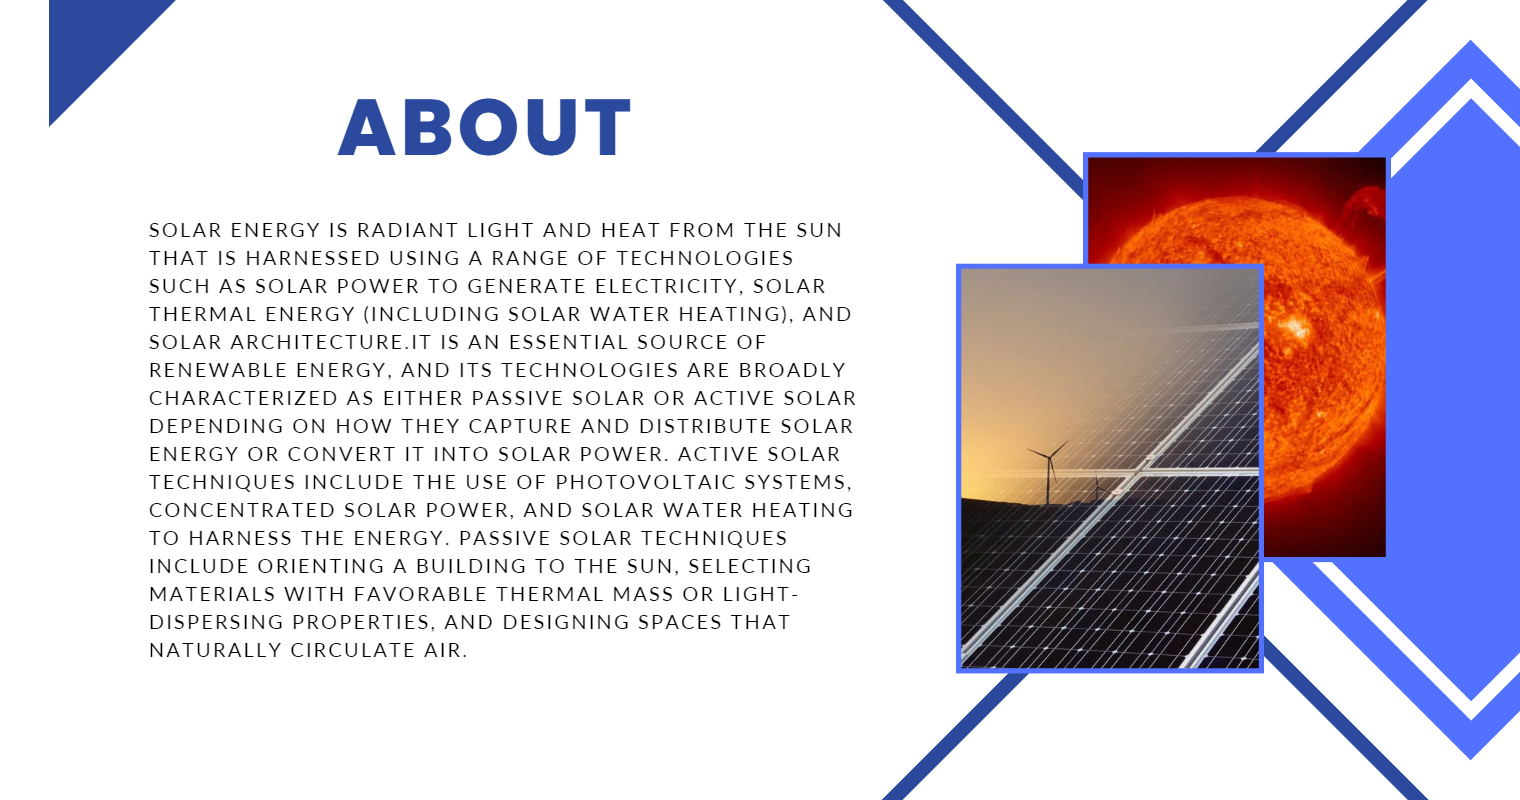 ABOUT
SOLAR ENERGY IS RADIANT LIGHT AND HEAT FROM THE SUN
THAT IS HARNESSED USING A RANGE OF TECHNOLOGIES
SUCH AS SOLAR POWER TO GENERATE ELECTRICITY, SOLAR
THERMAL ENERGY (INCLUDING SOLAR WATER HEATING), AND
SOLAR ARCHITECTURE.IT IS AN ESSENTIAL SOURCE OF
RENEWABLE ENERGY, AND ITS TECHNOLOGIES ARE BROADLY
CHARACTERIZED AS EITHER PASSIVE SOLAR OR ACTIVE SOLAR
DEPENDING ON HOW THEY CAPTURE AND DISTRIBUTE SOLAR
ENERGY OR CONVERT IT INTO SOLAR POWER. ACTIVE SOLAR
TECHNIQUES INCLUDE THE USE OF PHOTOVOLTAIC SYSTEMS,
CONCENTRATED SOLAR POWER, AND SOLAR WATER HEATING
TO HARNESS THE ENERGY. PASSIVE SOLAR TECHNIQUES
INCLUDE ORIENTING A BUILDING TO THE SUN, SELECTING
MATERIALS WITH FAVORABLE THERMAL MASS OR LIGHT-
DISPERSING PROPERTIES, AND DESIGNING SPACES THAT
NATURALLY CIRCULATE AIR.